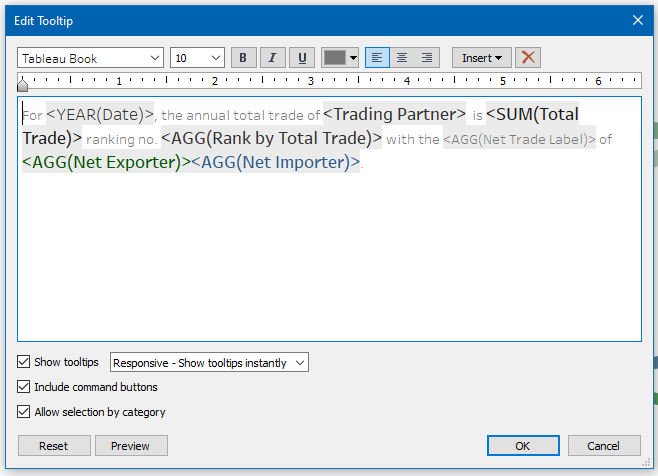 Edit Tooltip
Tableau Book 10 B I U Insert
1 2 3 4 5 6
For <YEAR(Date)>, the annual total trade of <Trading Partner> is <SUM(Total
Trade)> ranking no. <AGG(Rank by Total Trade)> with the <AGG(Net Trade Label)> of
<AGG(Net Exporter)><AGG(Net Importer)>.
Show tooltips Responsive - Show tooltips instantly
Include command buttons
Allow selection by category
Reset Preview OK Cancel